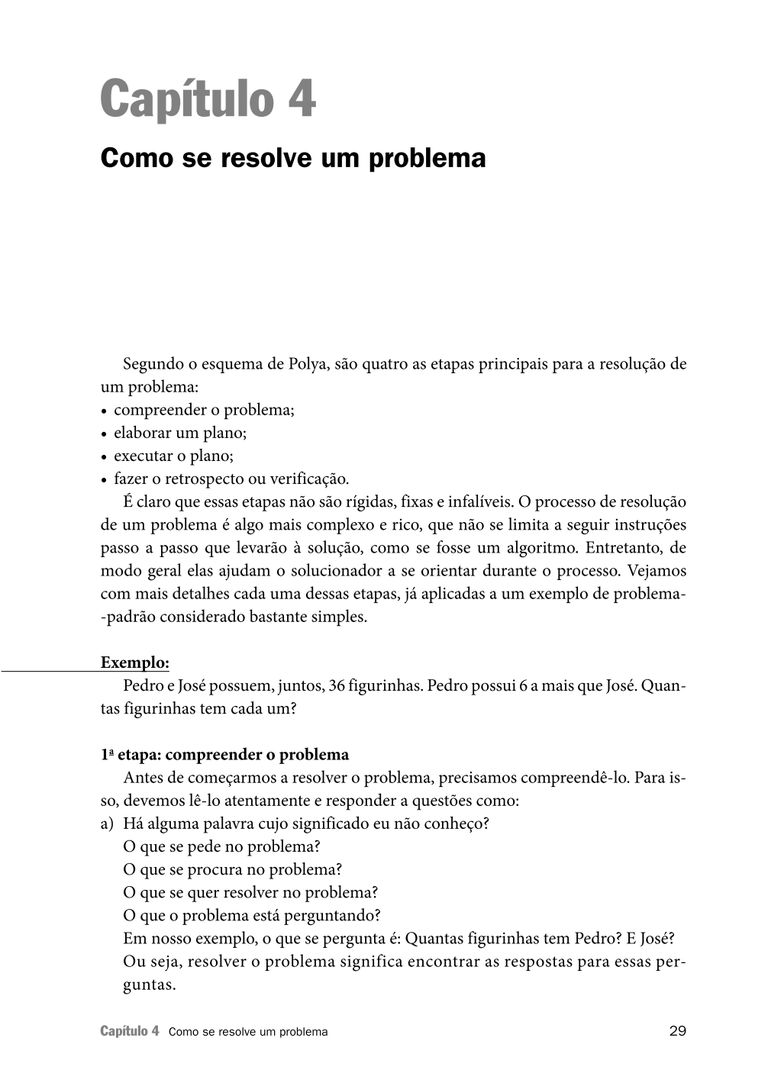 Capítulo 4
Como se resolve um problema
Segundo o esquema de Polya, são quatro as etapas principais para a resolução de
um problema:
• compreender o problema;
• elaborar um plano;
• executar o plano;
• fazer o retrospecto ou verificação.
É claro que essas etapas não são rígidas, fixas e infalíveis. O processo de resolução
de um problema é algo mais complexo e rico, que não se limita a seguir instruções
passo a passo que levarão à solução, como se fosse um algoritmo. Entretanto, de
modo geral elas ajudam o solucionador a se orientar durante o processo. Vejamos
com mais detalhes cada uma dessas etapas, já aplicadas a um exemplo de problema-
-padrão considerado bastante simples.
Exemplo:
Pedro e José possuem, juntos, 36 figurinhas. Pedro possui 6 a mais que José. Quan-
tas figurinhas tem cada um?
1ª etapa: compreender o problema
Antes de começarmos a resolver o problema, precisamos compreendê-lo. Para is-
so, devemos lê-lo atentamente e responder a questões como:
a) Há alguma palavra cujo significado eu não conheço?
O que se pede no problema?
O que se procura no problema?
O que se quer resolver no problema?
O que o problema está perguntando?
Em nosso exemplo, o que se pergunta é: Quantas figurinhas tem Pedro? E José?
Ou seja, resolver o problema significa encontrar as respostas para essas per-
guntas.
Capítulo 4 Como se resolve um problema 29